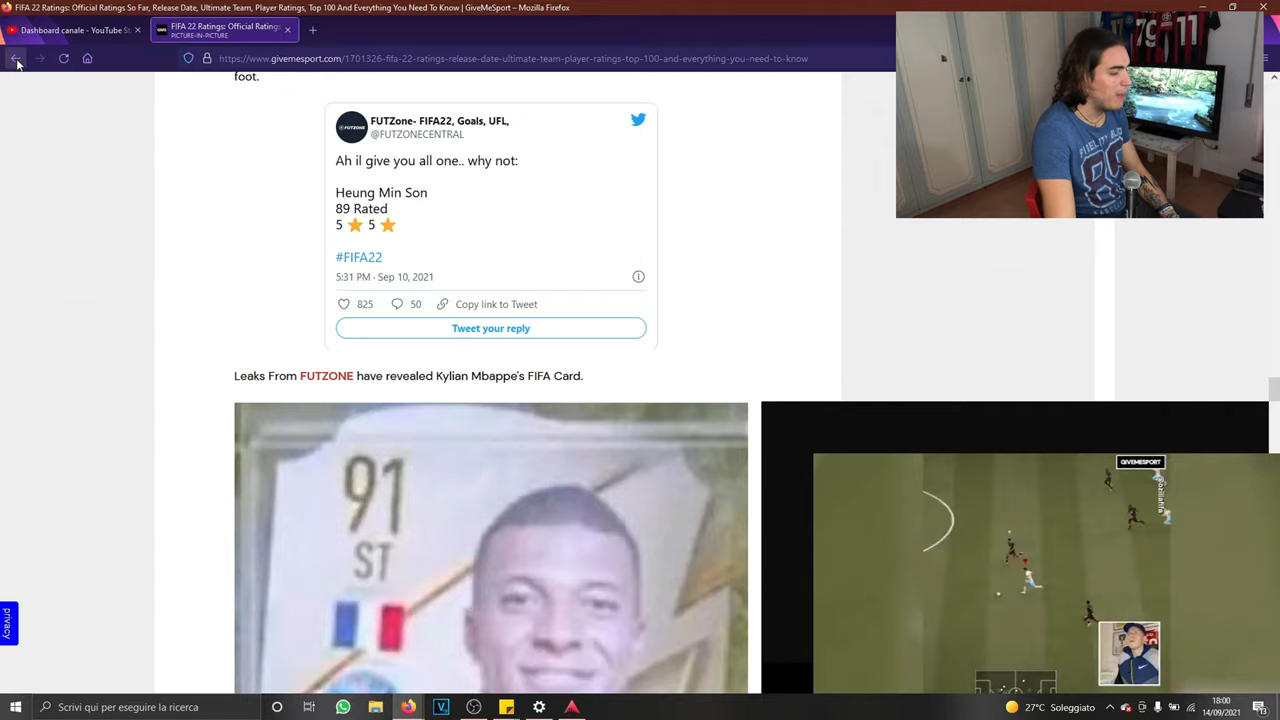 FIFA 22 Ratings: Official Ratings So Far, Release Date, Ultimate Team, Player Ratings, Top 100 And Everything You Need To Know | GiveMeSport — Mozilla Firefox
Dashboard canale - YouTube St
FIFA 22 Ratings: Official Ratings
PICTURE-IN-PICTURE
https://www.givemesport.com/1701326-fifa-22-ratings-release-date-ultimate-team-player-ratings-top-100-and-everything-you-need-to-know
foot.
FUTZone- FIFA22, Goals, UFL,
@FUTZONECENTRAL
Ah il give you all one.. why not:
Heung Min Son
89 Rated
5 ⭐ 5 ⭐
#FIFA22
5:31 PM · Sep 10, 2021
825 50 Copy link to Tweet
Tweet your reply
Leaks From FUTZONE have revealed Kylian Mbappe's FIFA Card.
91
ST
GIVEMESPORT
privacy
Scrivi qui per eseguire la ricerca
27°C Soleggiato
18:00
14/09/2021